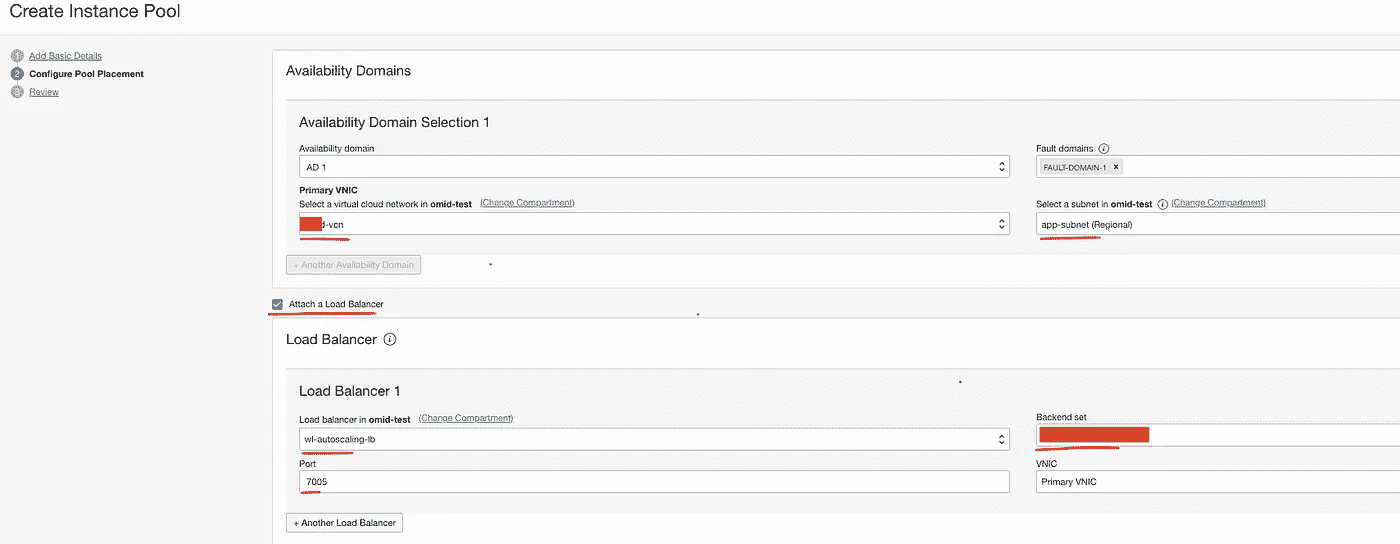 Create Instance Pool
1 Add Basic Details
2 Configure Pool Placement
3 Review
Availability Domains
Availability Domain Selection 1
Availability domain
Fault domains
AD 1
FAULT-DOMAIN-1 ×
Primary VNIC
Select a virtual cloud network in omid-test (Change Compartment)
Select a subnet in omid-test (Change Compartment)
d-vcn
app-subnet (Regional)
+ Another Availability Domain
Attach a Load Balancer
Load Balancer
Load Balancer 1
Load balancer in omid-test (Change Compartment)
Backend set
wl-autoscaling-lb
Port
VNIC
7005
Primary VNIC
+ Another Load Balancer